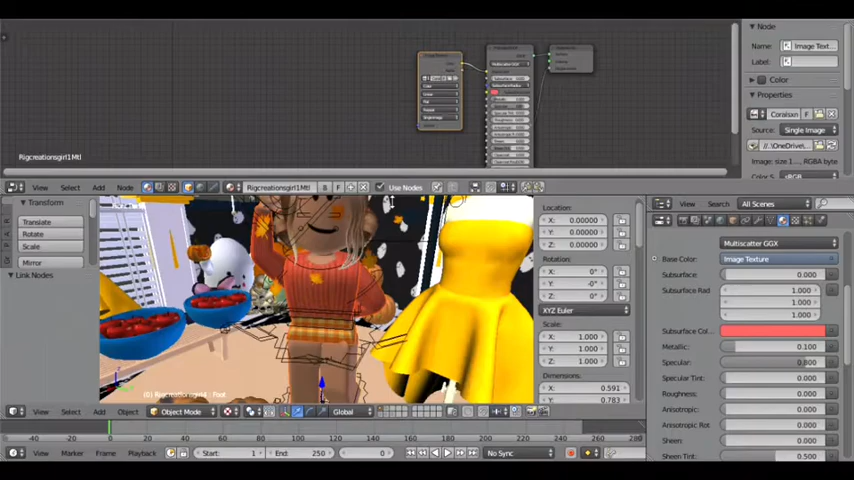 Node
Name:
Image Text...
Label:
Color
Properties
Coralsxn
F
Source:
Single Image
//.\OneDrive\
Image: size 1..., RGBA byte
sRGB
Rigcreationsgirl1Mtl
View
Select
Add
Node
Rigcreationsgirl1Mtl
8
F
Use Nodes
View
Search
All Scenes
Transform
Translate
Rotate
Scale
Mirror
Link Nodes
Location:
X: 0.00000
Y: 0.00000
Z: 0.00000
Rotation:
X: 0°
Y: -0°
Z: 0°
XYZ Euler
Scale:
X: 1.000
Y: 1.000
Z: 1.000
Dimensions:
X: 0.591
Y: 0.783
Multiscatter GGX
Base Color:
Image Texture
Subsurface:
0.000
Subsurface Rad
1.000
1.000
1.000
Subsurface Col...
Metallic:
0.100
Specular:
0.800
Specular Tint:
0.000
Roughness:
0.000
Anisotropic:
0.000
Anisotropic Rot
0.000
Sheen:
0.000
Sheen Tint:
0.500
View
Select
Add
Object
Object Mode
Global
-40
-20
0
20
40
60
80
100
120
140
160
180
200
220
240
260
280
View
Marker
Frame
Playback
Start:
1
End:
250
0
No Sync